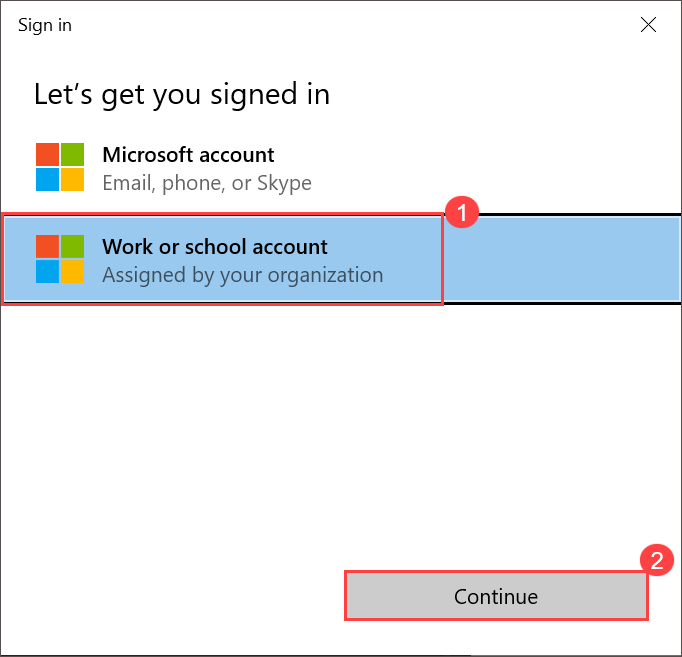 Sign in
Let’s get you signed in
Microsoft account
Email, phone, or Skype
1
Work or school account
Assigned by your organization
2
Continue